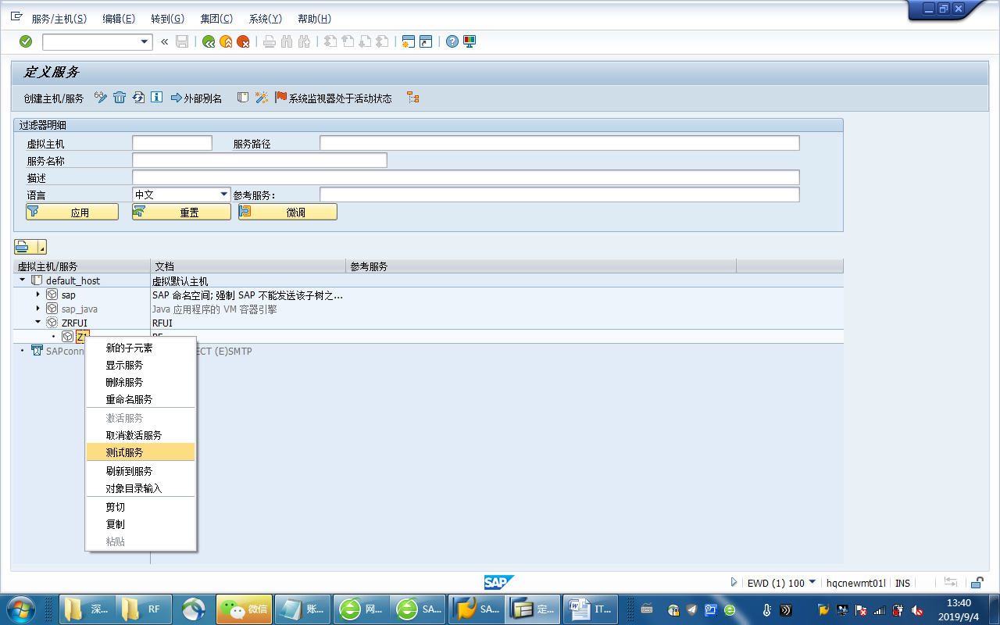 服务/主机(S) 编辑(E) 转到(G) 集团(C) 系统(Y) 帮助(H)
定义服务
创建主机/服务 外部别名 系统监视器处于活动状态
过滤器明细
虚拟主机 服务路径
服务名称
描述
语言 中文 参考服务:
应用 重置 微调
虚拟主机/服务 文档 参考服务
default_host 虚拟默认主机
sap SAP 命名空间; 强制 SAP 不能发送该子树之...
sap_java Java 应用程序的 VM 容器引擎
ZRFUI RFUI
SAPconn ECT (E)SMTP
新的子元素
显示服务
删除服务
重命名服务
激活服务
取消激活服务
测试服务
刷新到服务
对象目录输入
剪切
复制
粘贴
SAP EWD (1) 100 hqcnewmt01l INS
深... RF 微信 账... 网... SA... SA... 定... IT... 13:40
2019/9/4